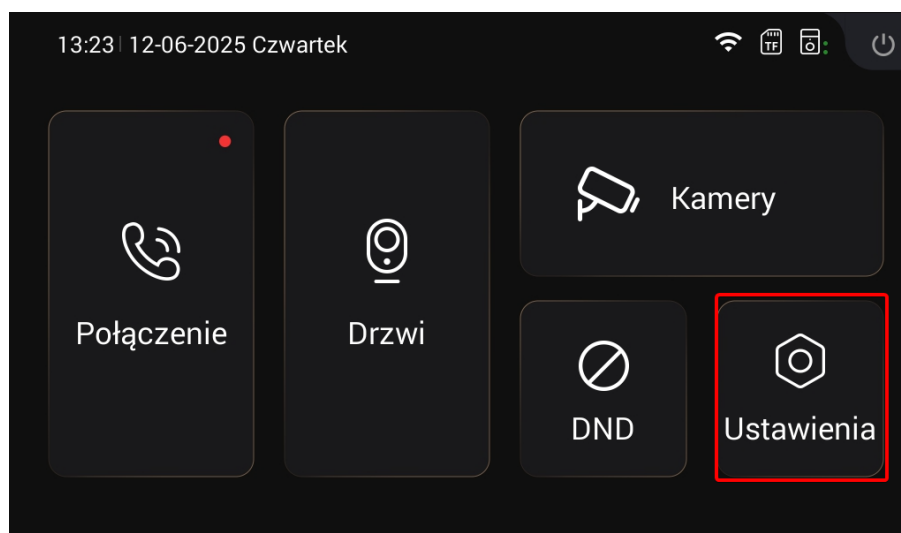 13:23 | 12-06-2025 Czwartek
TF
Kamery
Połączenie
Drzwi
DND
Ustawienia